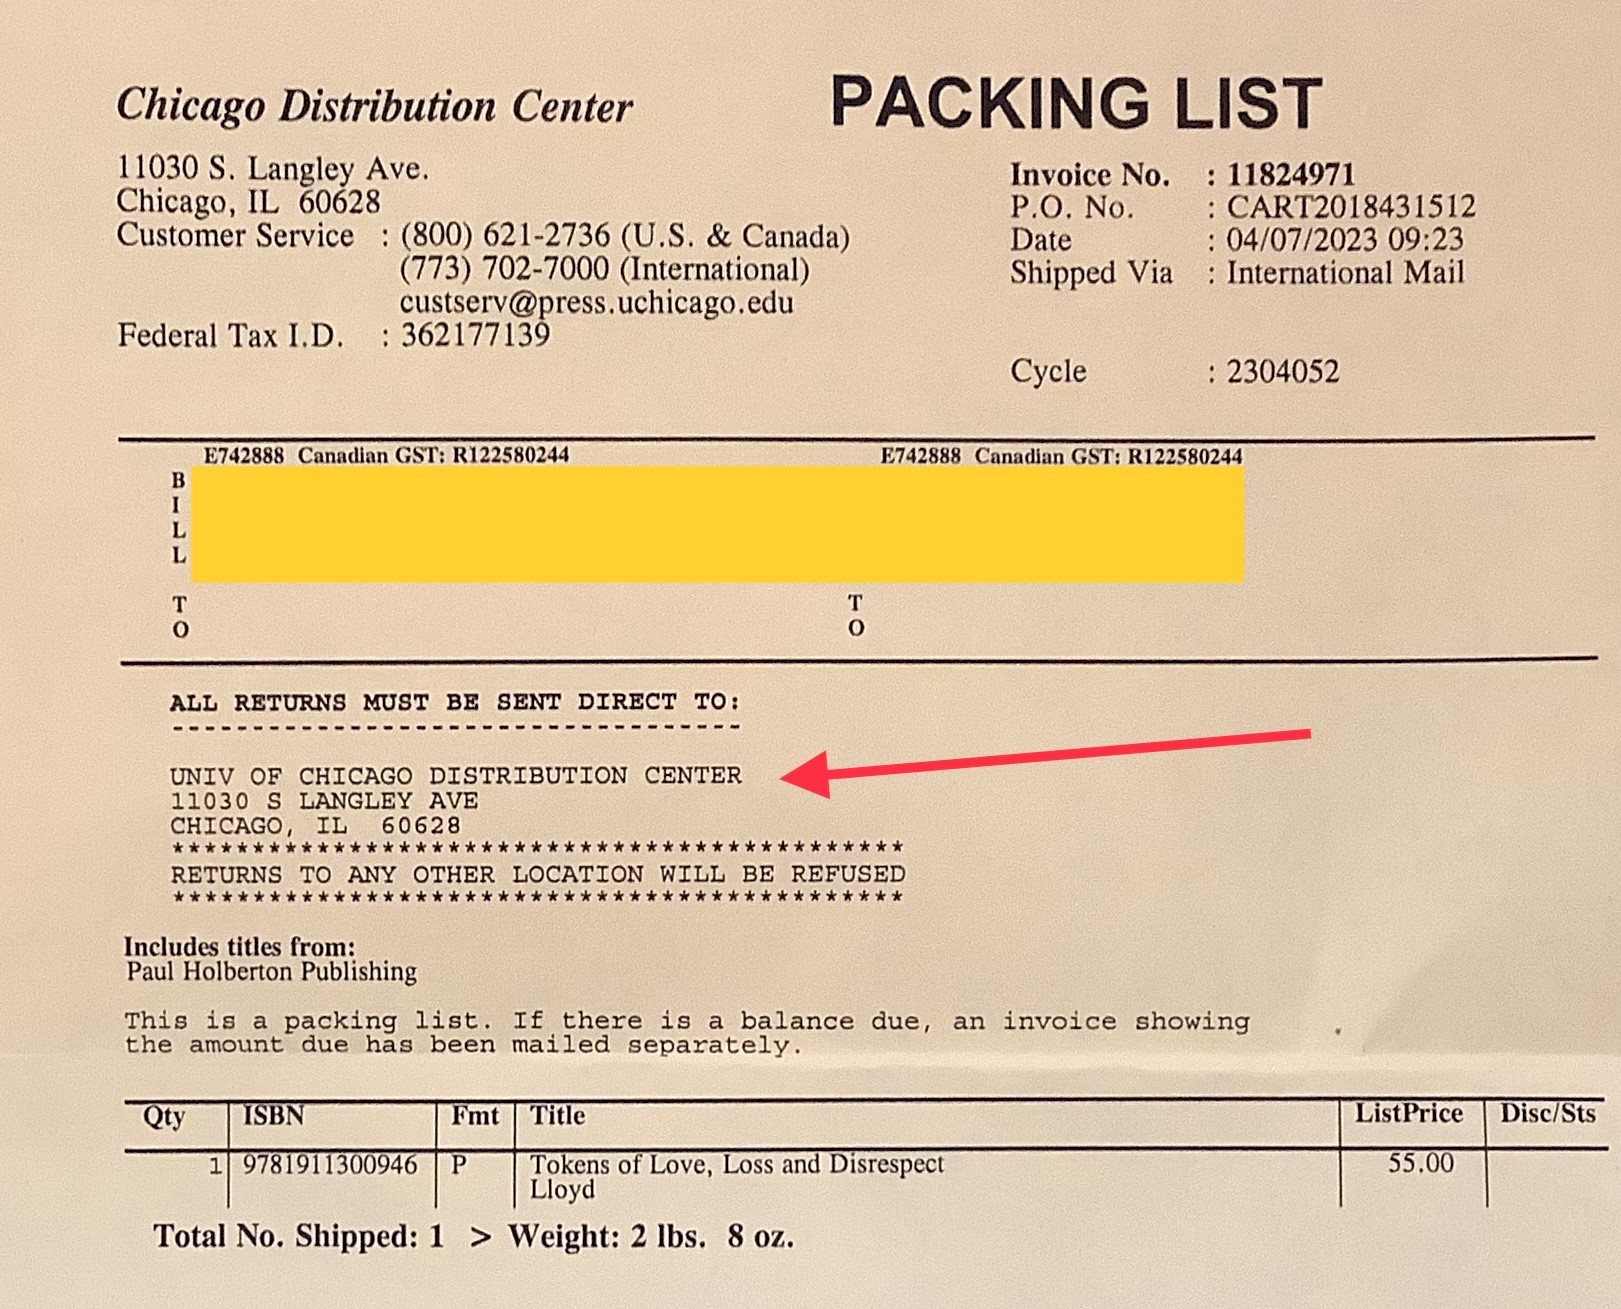 Chicago Distribution Center
PACKING LIST
11030 S. Langley Ave.
Chicago, IL 60628
Customer Service : (800) 621-2736 (U.S. & Canada)
(773) 702-7000 (International)
custserv@press.uchicago.edu
Federal Tax I.D. : 362177139
Invoice No. : 11824971
P.O. No. : CART2018431512
Date : 04/07/2023 09:23
Shipped Via : International Mail
Cycle : 2304052
E742888 Canadian GST: R122580244
E742888 Canadian GST: R122580244
BILL TO
TO
ALL RETURNS MUST BE SENT DIRECT TO:
-----------------------------------
UNIV OF CHICAGO DISTRIBUTION CENTER
11030 S LANGLEY AVE
CHICAGO, IL 60628
*********************************************
RETURNS TO ANY OTHER LOCATION WILL BE REFUSED
*********************************************
Includes titles from:
Paul Holberton Publishing
This is a packing list. If there is a balance due, an invoice showing
the amount due has been mailed separately.
Qty ISBN Fmt Title ListPrice Disc/Sts
1 9781911300946 P Tokens of Love, Loss and Disrespect 55.00
Lloyd
Total No. Shipped: 1 > Weight: 2 lbs. 8 oz.